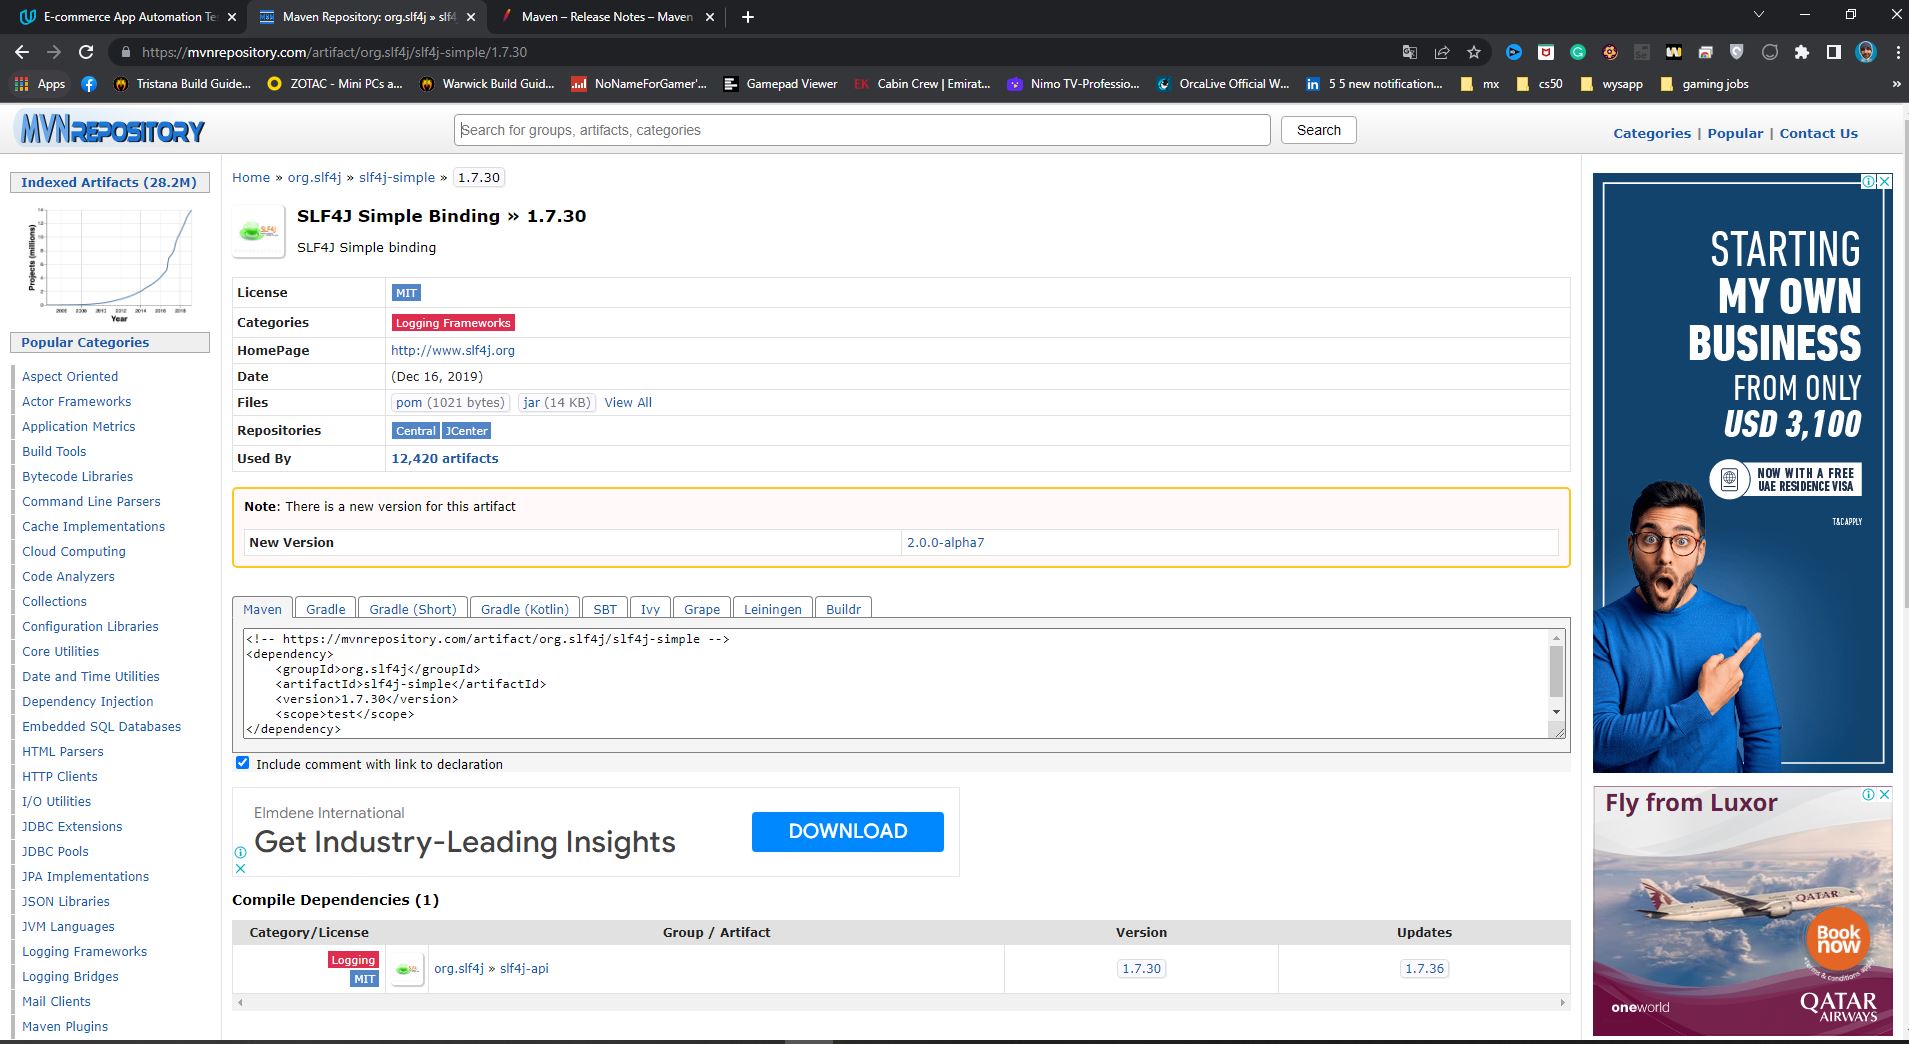 E-commerce App Automation Te
Maven Repository: org.slf4j » slf4
Maven – Release Notes – Maven
https://mvnrepository.com/artifact/org.slf4j/slf4j-simple/1.7.30
Apps
Tristana Build Guide...
ZOTAC - Mini PCs a...
Warwick Build Guid...
NoNameForGamer'...
Gamepad Viewer
EK Cabin Crew | Emirat...
Nimo TV-Professio...
OrcaLive Official W...
5 5 new notification...
mx
cs50
wysapp
gaming jobs
»
MVNREPOSITORY
Search for groups, artifacts, categories
Search
Categories | Popular | Contact Us
Indexed Artifacts (28.2M)
Projects (millions)
Year
Popular Categories
Aspect Oriented
Actor Frameworks
Application Metrics
Build Tools
Bytecode Libraries
Command Line Parsers
Cache Implementations
Cloud Computing
Code Analyzers
Collections
Configuration Libraries
Core Utilities
Date and Time Utilities
Dependency Injection
Embedded SQL Databases
HTML Parsers
HTTP Clients
I/O Utilities
JDBC Extensions
JDBC Pools
JPA Implementations
JSON Libraries
JVM Languages
Logging Frameworks
Logging Bridges
Mail Clients
Maven Plugins
Home » org.slf4j » slf4j-simple » 1.7.30
SLF4J
SLF4J Simple Binding » 1.7.30
SLF4J Simple binding
License MIT
Categories Logging Frameworks
HomePage http://www.slf4j.org
Date (Dec 16, 2019)
Files pom (1021 bytes) jar (14 KB) View All
Repositories Central JCenter
Used By 12,420 artifacts
Note: There is a new version for this artifact
New Version 2.0.0-alpha7
Maven Gradle Gradle (Short) Gradle (Kotlin) SBT Ivy Grape Leiningen Buildr
<!-- https://mvnrepository.com/artifact/org.slf4j/slf4j-simple -->
<dependency>
    <groupId>org.slf4j</groupId>
    <artifactId>slf4j-simple</artifactId>
    <version>1.7.30</version>
    <scope>test</scope>
</dependency>
Include comment with link to declaration
Elmdene International
Get Industry-Leading Insights
DOWNLOAD
Compile Dependencies (1)
Category/License Group / Artifact Version Updates
Logging
MIT
org.slf4j » slf4j-api 1.7.30 1.7.36
STARTING
MY OWN
BUSINESS
FROM ONLY
USD 3,100
NOW WITH A FREE
UAE RESIDENCE VISA
T&C APPLY
Fly from Luxor
QATAR
Book
now
Terms & conditions apply
oneworld
QATAR
AIRWAYS